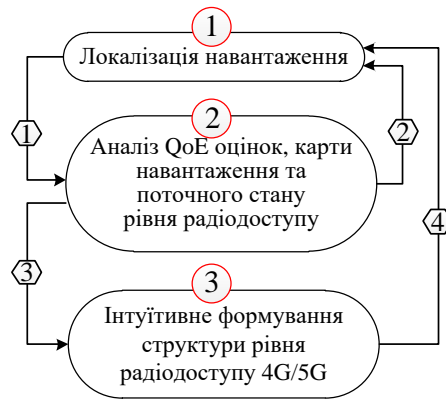 1
Локалізація навантаження
1
2
2
Аналіз QoE оцінок, карти
навантаження та
поточного стану
рівня радіодоступу
4
3
3
Інтуїтивне формування
структури рівня
радіодоступу 4G/5G